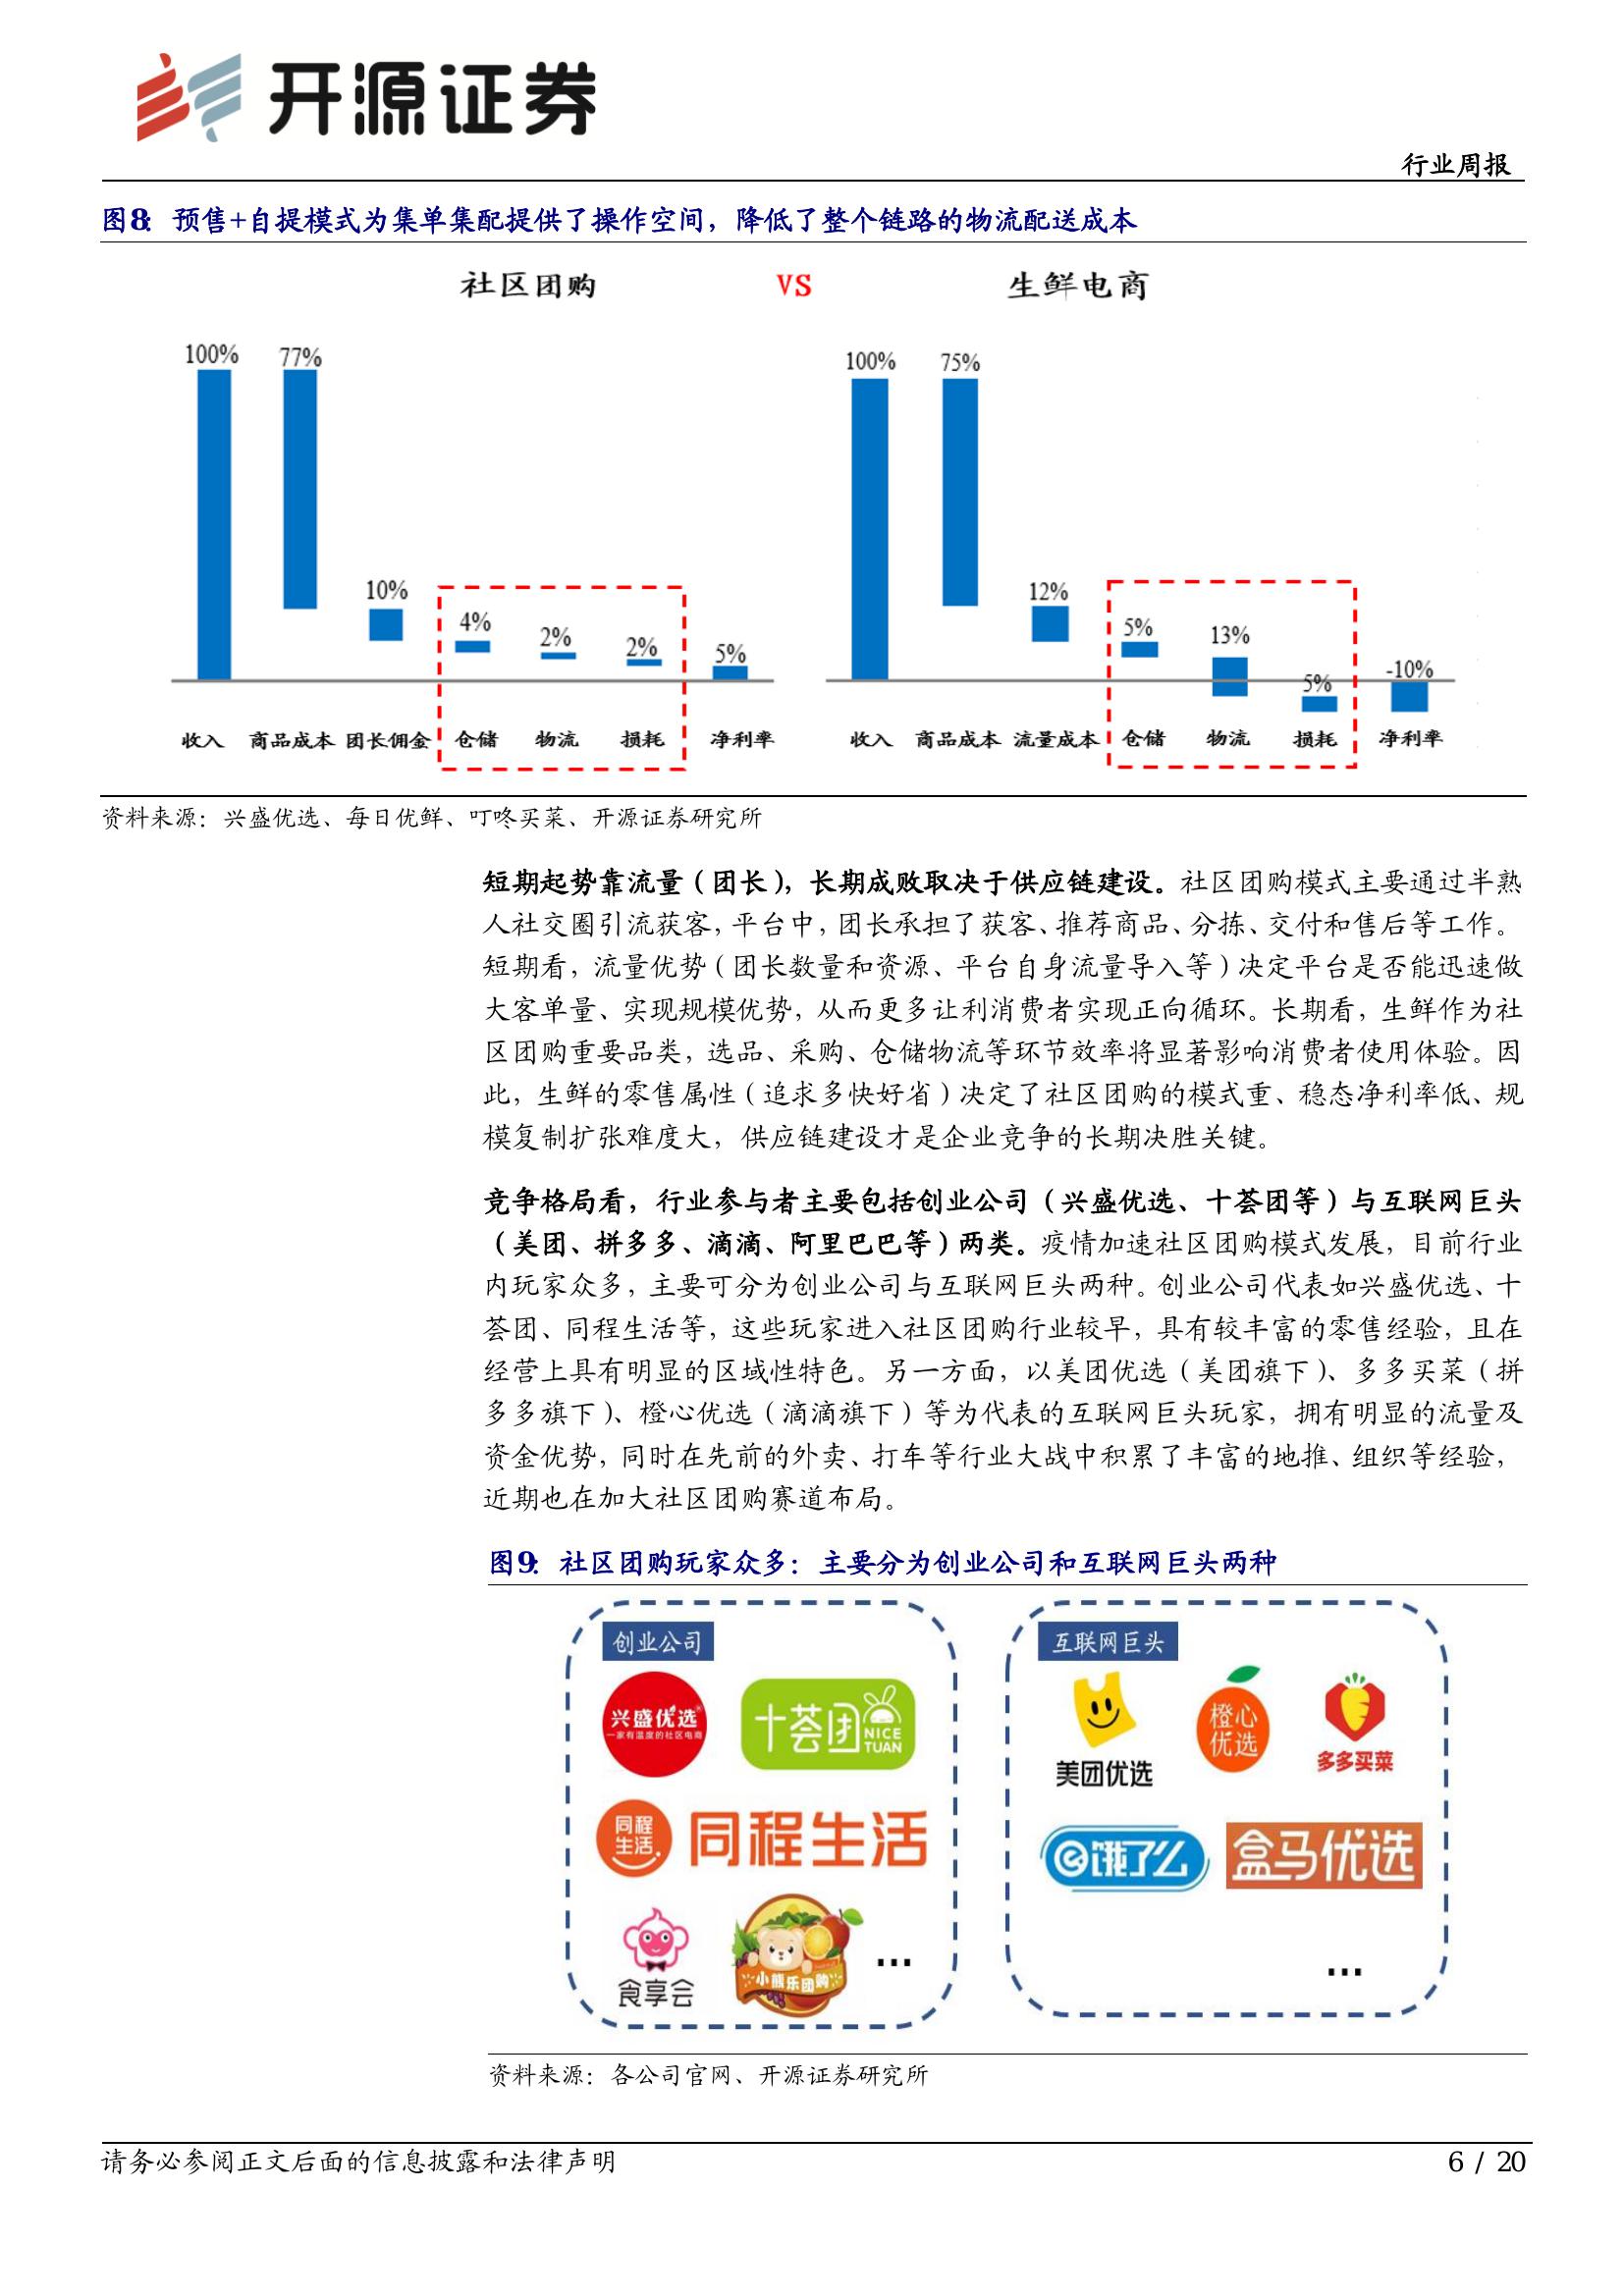 开源证券
行业周报
图8：预售+自提模式为集单集配提供了操作空间，降低了整个链路的物流配送成本
社区团购 VS 生鲜电商
100% 77% 10% 4% 2% 2% 5%
收入 商品成本 团长佣金 仓储 物流 损耗 净利率
100% 75% 12% 5% 13% 5% -10%
收入 商品成本 流量成本 仓储 物流 损耗 净利率
资料来源：兴盛优选、每日优鲜、叮咚买菜、开源证券研究所
短期起势靠流量（团长），长期成败取决于供应链建设。社区团购模式主要通过半熟
人社交圈引流获客，平台中，团长承担了获客、推荐商品、分拣、交付和售后等工作。
短期看，流量优势（团长数量和资源、平台自身流量导入等）决定平台是否能迅速做
大客单量、实现规模优势，从而更多让利消费者实现正向循环。长期看，生鲜作为社
区团购重要品类，选品、采购、仓储物流等环节效率将显著影响消费者使用体验。因
此，生鲜的零售属性（追求多快好省）决定了社区团购的模式重、稳态净利率低、规
模复制扩张难度大，供应链建设才是企业竞争的长期决胜关键。
竞争格局看，行业参与者主要包括创业公司（兴盛优选、十荟团等）与互联网巨头
（美团、拼多多、滴滴、阿里巴巴等）两类。疫情加速社区团购模式发展，目前行业
内玩家众多，主要可分为创业公司与互联网巨头两种。创业公司代表如兴盛优选、十
荟团、同程生活等，这些玩家进入社区团购行业较早，具有较丰富的零售经验，且在
经营上具有明显的区域性特色。另一方面，以美团优选（美团旗下）、多多买菜（拼
多多旗下）、橙心优选（滴滴旗下）等为代表的互联网巨头玩家，拥有明显的流量及
资金优势，同时在先前的外卖、打车等行业大战中积累了丰富的地推、组织等经验，
近期也在加大社区团购赛道布局。
图9：社区团购玩家众多：主要分为创业公司和互联网巨头两种
创业公司
兴盛优选
一家有温度的社区电商
十荟团
NICE
TUAN
同程
生活
同程生活
食享会
小熊乐团购
...
互联网巨头
美团优选
橙心
优选
多多买菜
饿了么
盒马优选
...
资料来源：各公司官网、开源证券研究所
请务必参阅正文后面的信息披露和法律声明
6 / 20